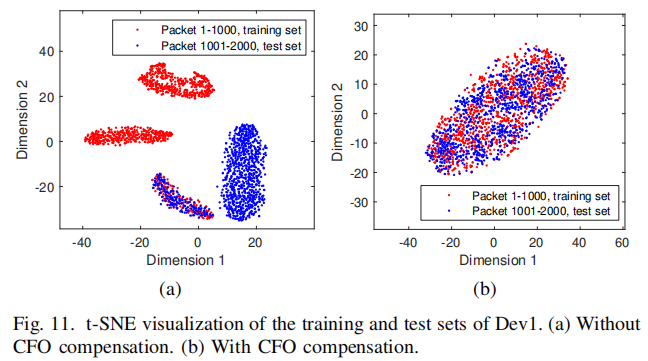 Packet 1-1000, training set
Packet 1001-2000, test set
40
20
0
-20
Dimension 2
-40
-20
0
20
Dimension 1
(a)
30
20
10
0
-10
-20
-30
Dimension 2
Packet 1-1000, training set
Packet 1001-2000, test set
-40
-20
0
20
40
60
Dimension 1
(b)
Fig. 11. t-SNE visualization of the training and test sets of Dev1. (a) Without
CFO compensation. (b) With CFO compensation.